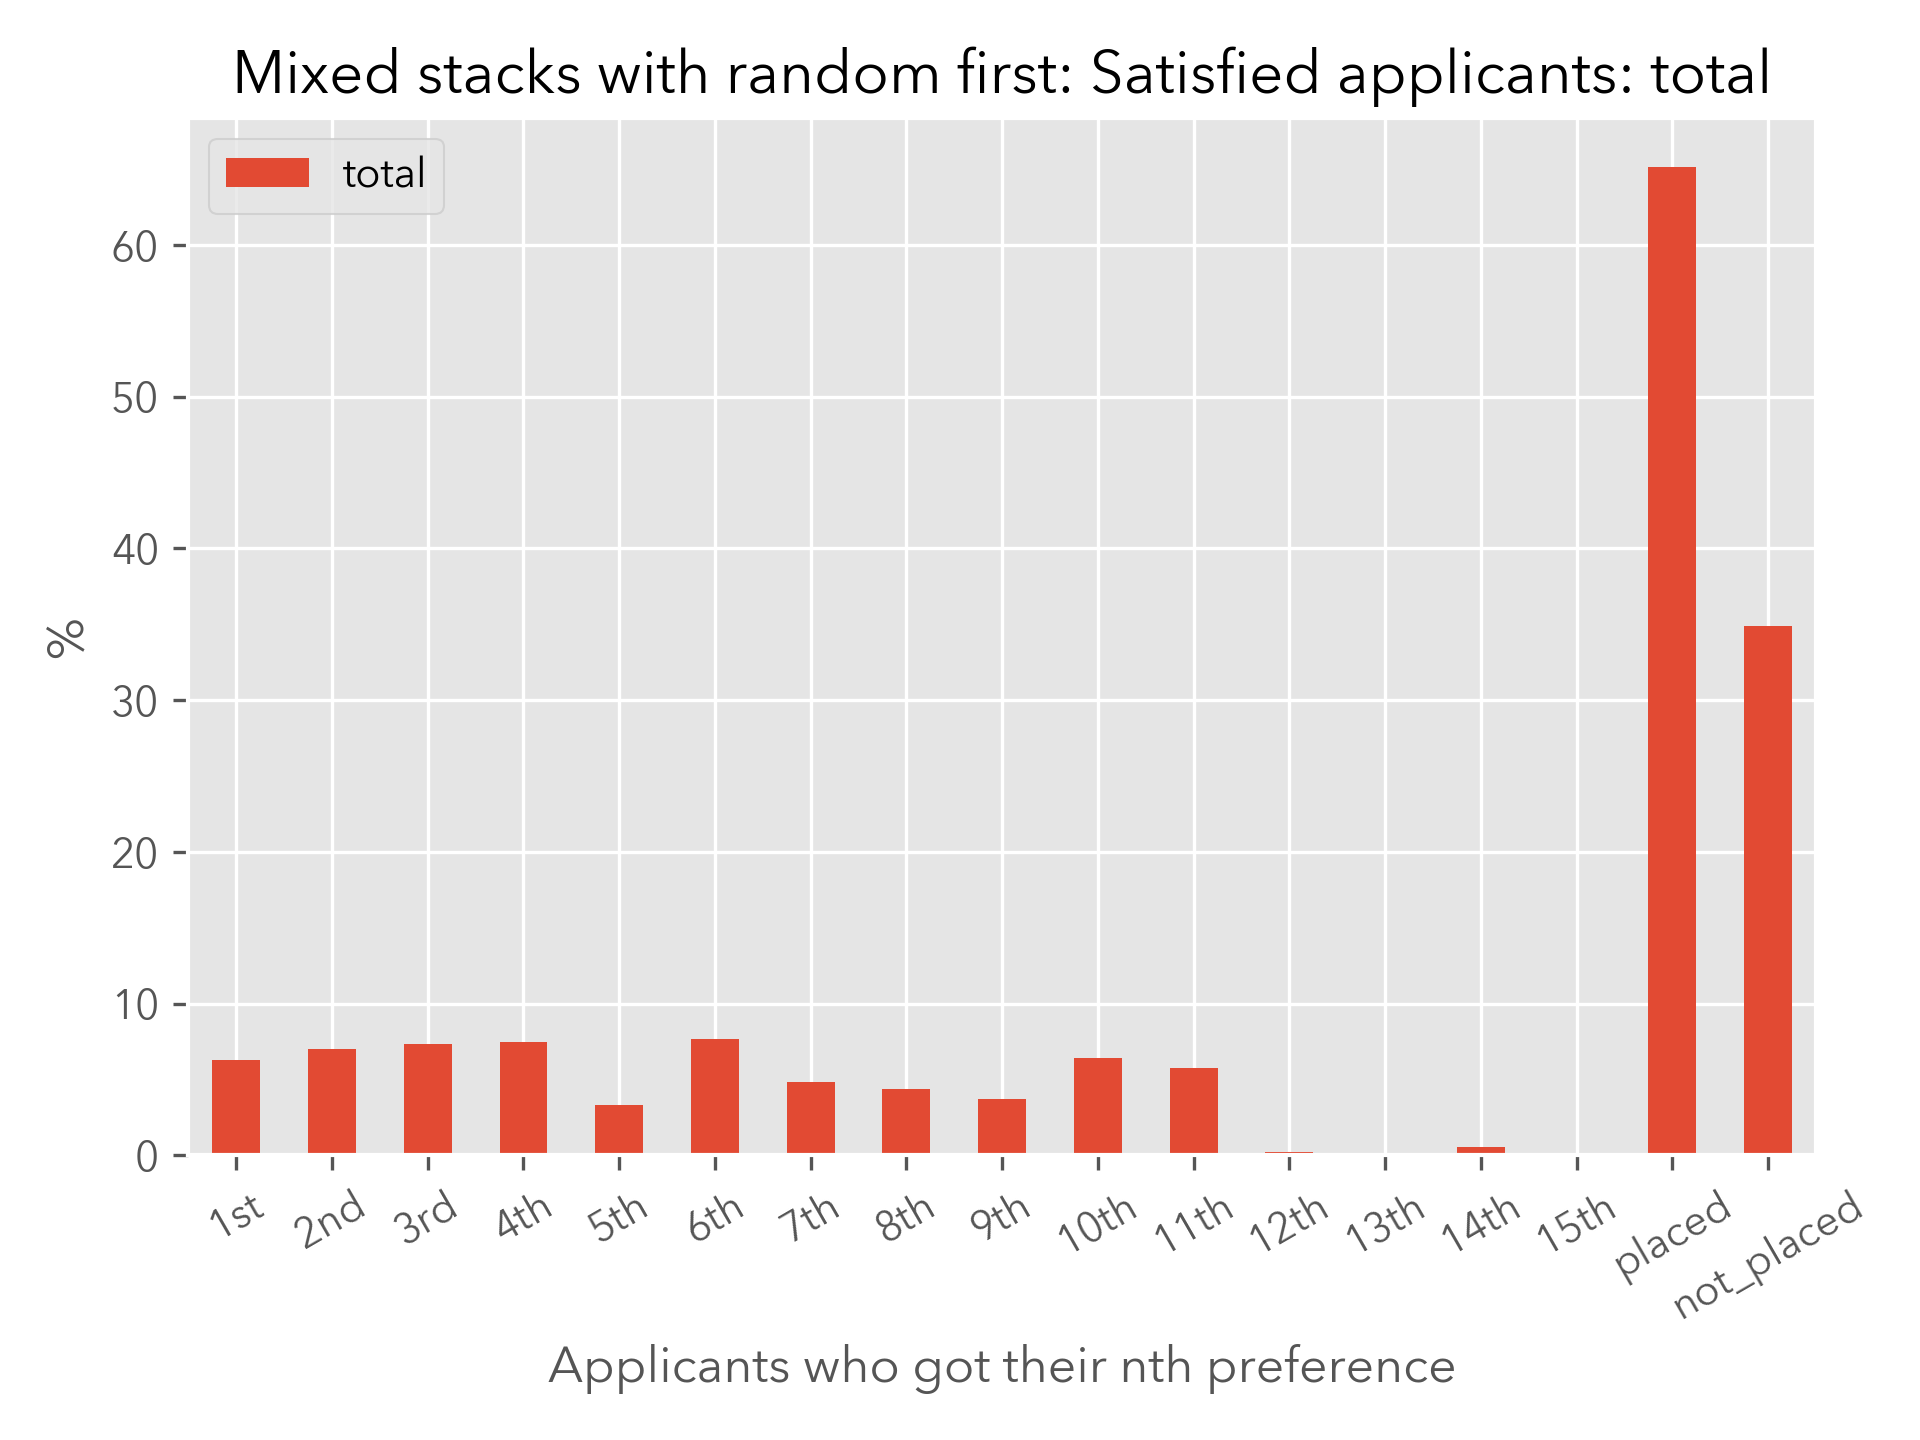 Mixed stacks with random first: Satisfied applicants: total
total
60
50
40
30
20
10
0
%
1st 2nd 3rd 4th 5th 6th 7th 8th 9th 10th 11th 12th 13th 14th 15th placed not_placed
Applicants who got their nth preference